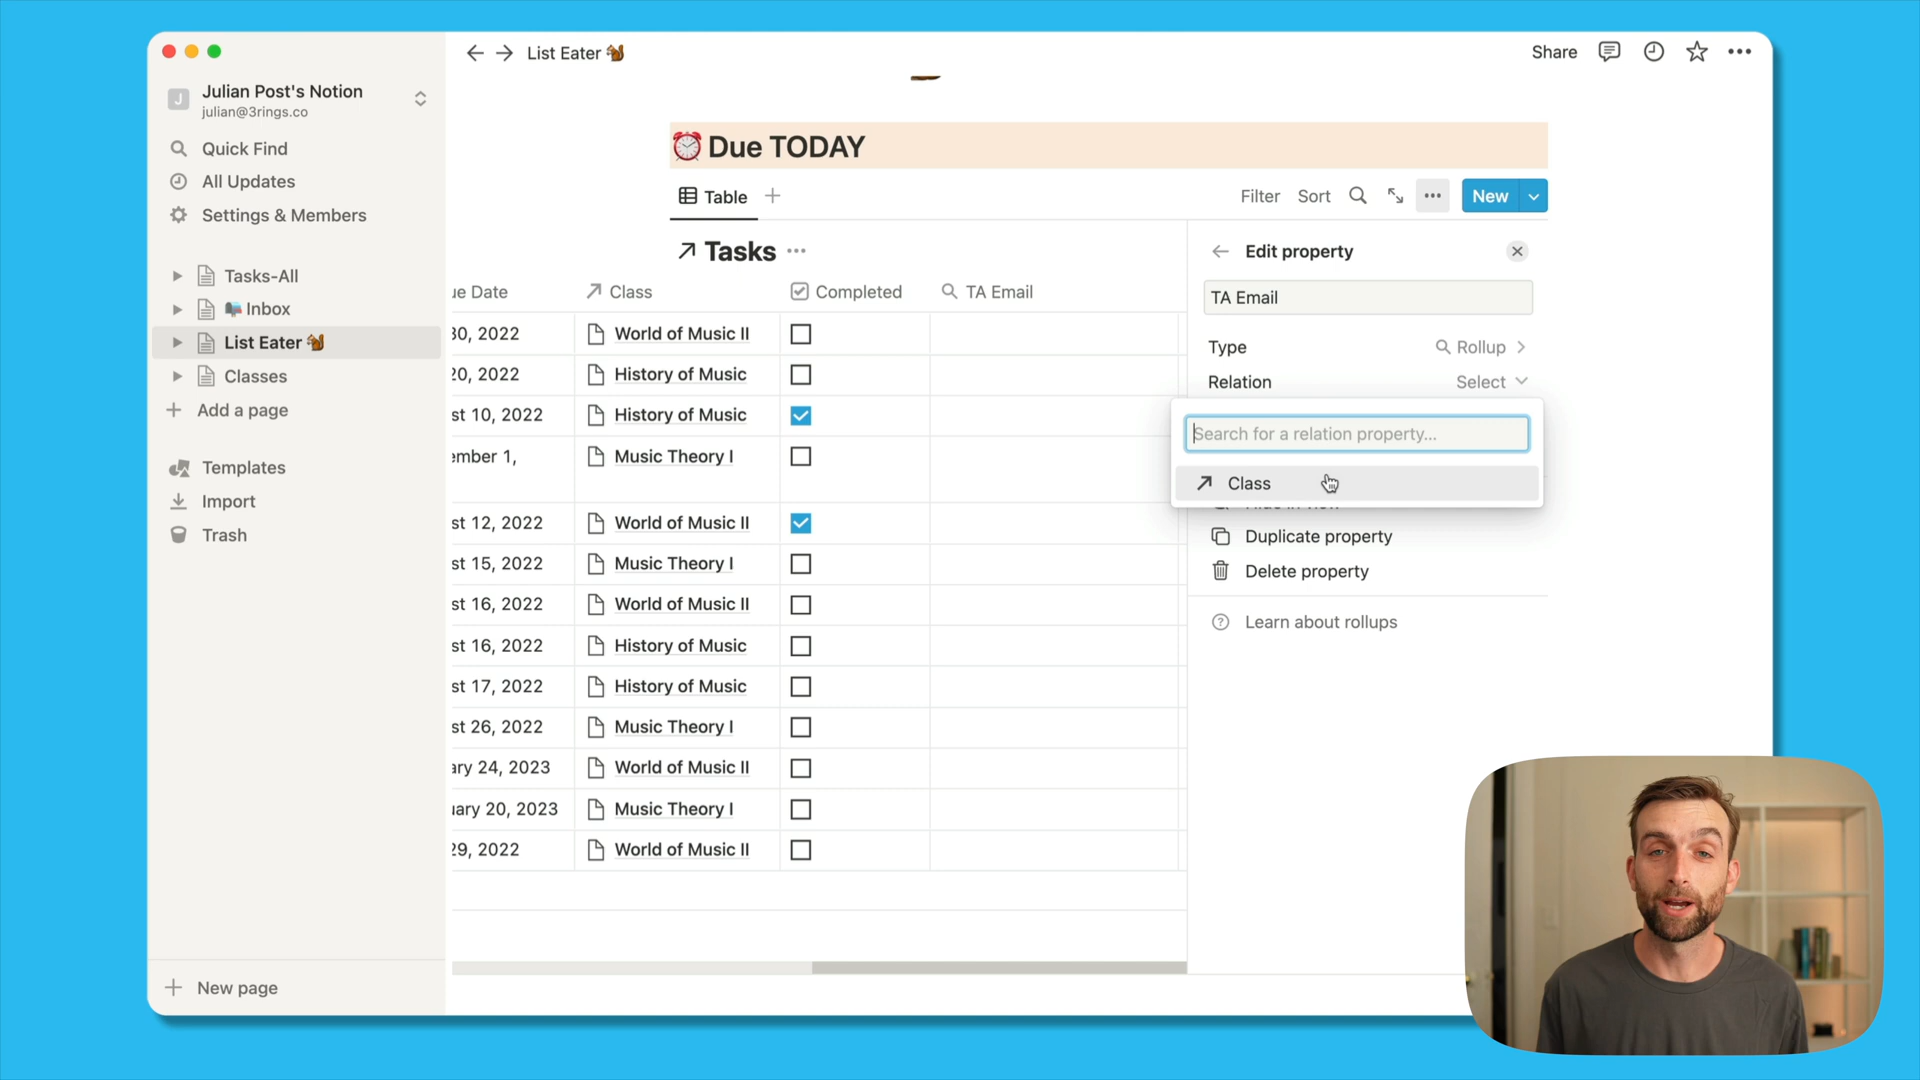 List Eater
Share
J
Julian Post's Notion
julian@3rings.co
Quick Find
All Updates
Settings & Members
Tasks-All
Inbox
List Eater
Classes
Add a page
Templates
Import
Trash
New page
Due TODAY
Table
Filter
Sort
New
Tasks
ue Date
Class
Completed
TA Email
30, 2022
World of Music II
20, 2022
History of Music
st 10, 2022
History of Music
ember 1,
Music Theory I
st 12, 2022
World of Music II
st 15, 2022
Music Theory I
st 16, 2022
World of Music II
st 16, 2022
History of Music
st 17, 2022
History of Music
st 26, 2022
Music Theory I
ary 24, 2023
World of Music II
uary 20, 2023
Music Theory I
29, 2022
World of Music II
Edit property
TA Email
Type
Rollup
Relation
Select
Search for a relation property...
Class
Duplicate property
Delete property
Learn about rollups